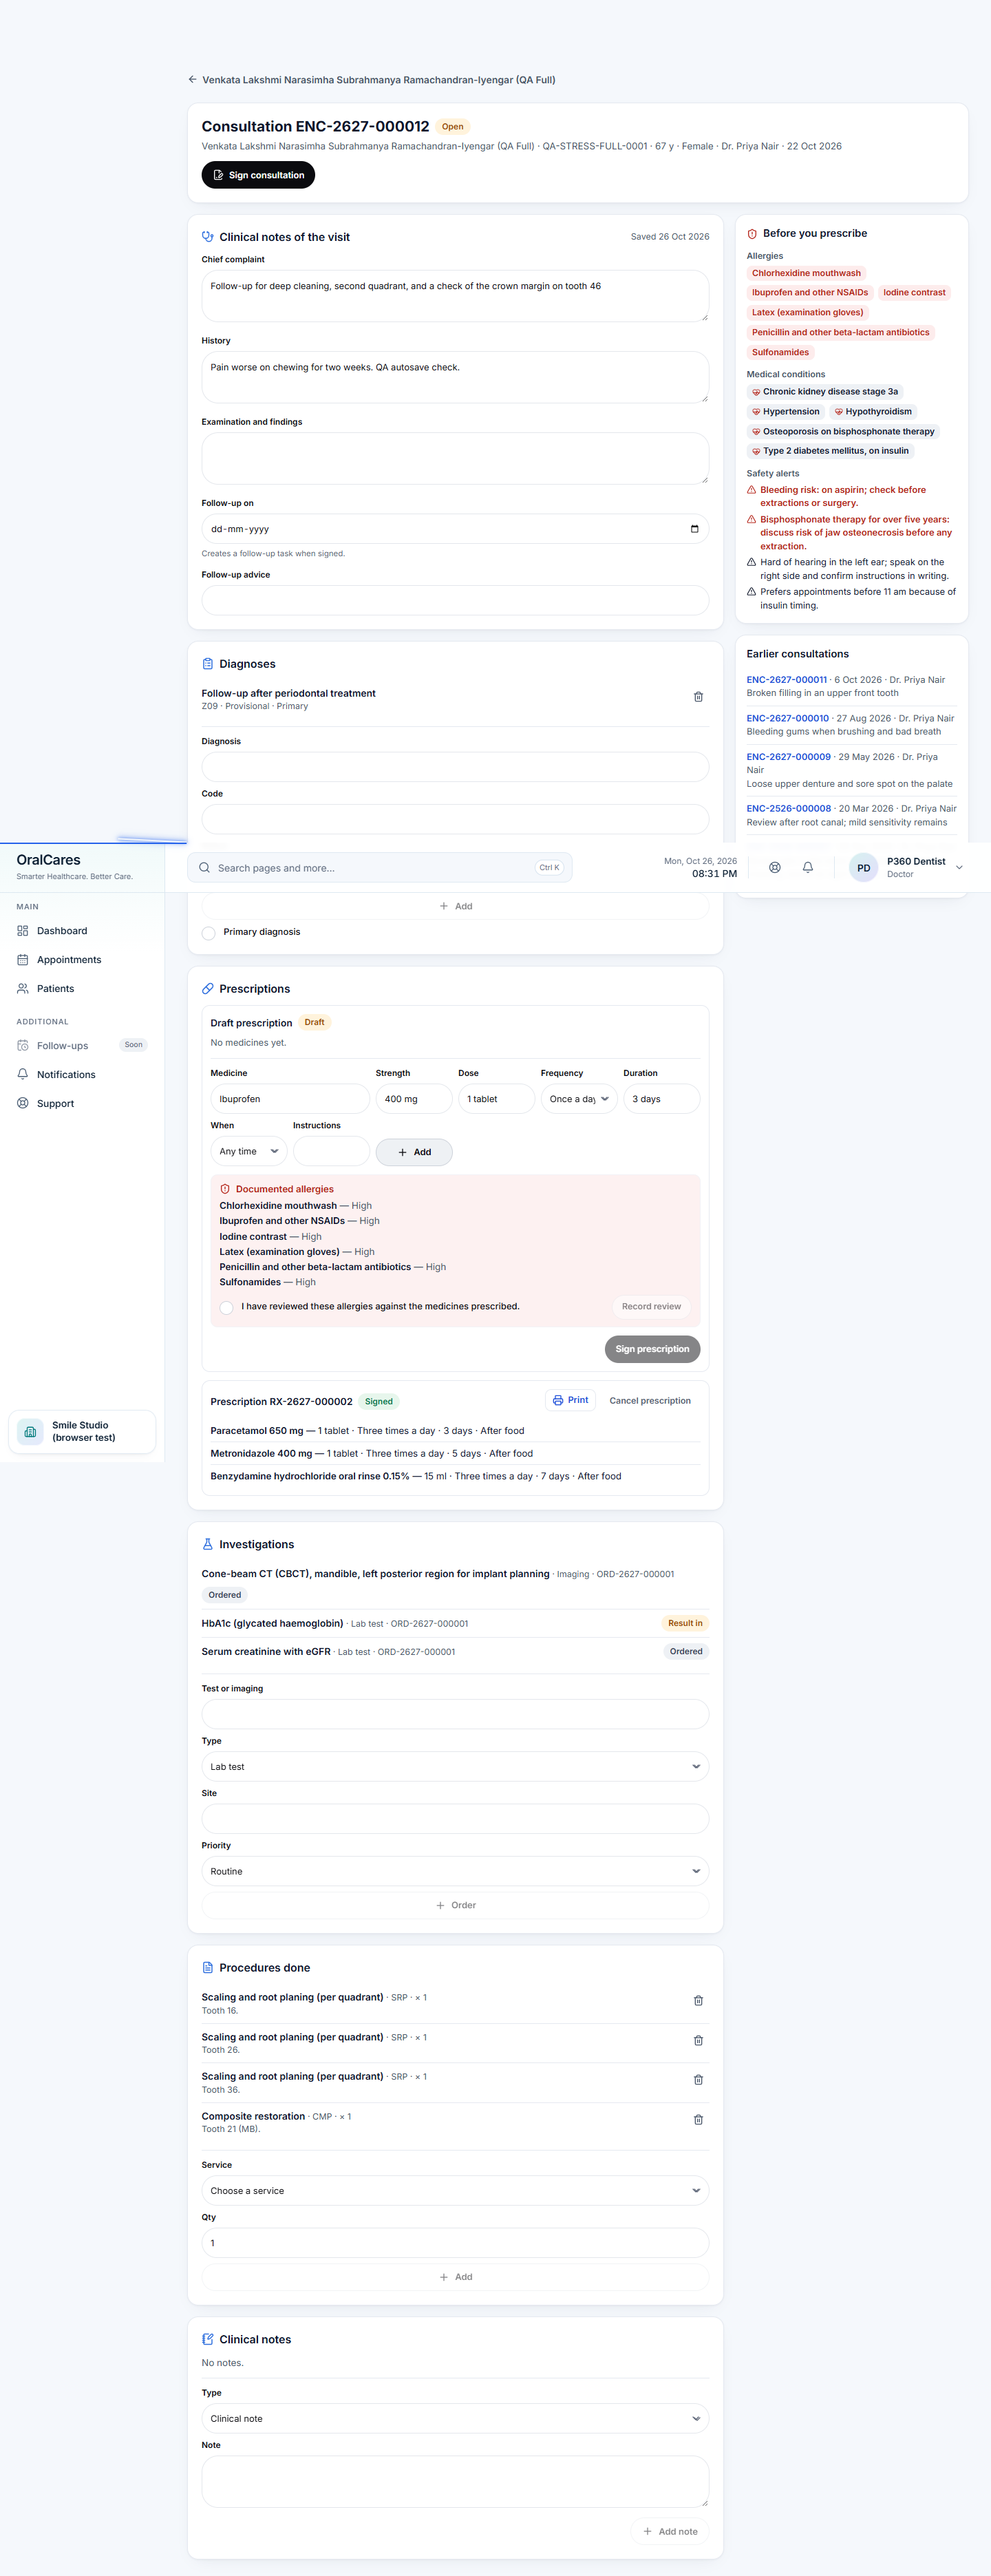 Venkata Lakshmi Narasimha Subrahmanya Ramachandran-Iyengar (QA Full)
Consultation ENC-2627-000012 Open
Venkata Lakshmi Narasimha Subrahmanya Ramachandran-Iyengar (QA Full) · QA-STRESS-FULL-0001 · 67 y · Female · Dr. Priya Nair · 22 Oct 2026
Sign consultation
Clinical notes of the visit
Saved 26 Oct 2026
Chief complaint
Follow-up for deep cleaning, second quadrant, and a check of the crown margin on tooth 46
History
Pain worse on chewing for two weeks. QA autosave check.
Examination and findings
Follow-up on
dd-mm-yyyy
Creates a follow-up task when signed.
Follow-up advice
Before you prescribe
Allergies
Chlorhexidine mouthwash
Ibuprofen and other NSAIDs Iodine contrast
Latex (examination gloves)
Penicillin and other beta-lactam antibiotics
Sulfonamides
Medical conditions
Chronic kidney disease stage 3a
Hypertension Hypothyroidism
Osteoporosis on bisphosphonate therapy
Type 2 diabetes mellitus, on insulin
Safety alerts
Bleeding risk: on aspirin; check before
extractions or surgery.
Bisphosphonate therapy for over five years:
discuss risk of jaw osteonecrosis before any
extraction.
Hard of hearing in the left ear; speak on the
right side and confirm instructions in writing.
Prefers appointments before 11 am because of
insulin timing.
Diagnoses
Follow-up after periodontal treatment
Z09 · Provisional · Primary
Diagnosis
Code
Earlier consultations
ENC-2627-000011 · 6 Oct 2026 · Dr. Priya Nair
Broken filling in an upper front tooth
ENC-2627-000010 · 27 Aug 2026 · Dr. Priya Nair
Bleeding gums when brushing and bad breath
ENC-2627-000009 · 29 May 2026 · Dr. Priya
Nair
Loose upper denture and sore spot on the palate
ENC-2526-000008 · 20 Mar 2026 · Dr. Priya Nair
Review after root canal; mild sensitivity remains
OralCares
Smarter Healthcare. Better Care.
Search pages and more...
Ctrl K
Mon, Oct 26, 2026
08:31 PM
PD
P360 Dentist
Doctor
MAIN
Dashboard
Appointments
Patients
ADDITIONAL
Follow-ups Soon
Notifications
Support
Smile Studio
(browser test)
Add
Primary diagnosis
Prescriptions
Draft prescription Draft
No medicines yet.
Medicine Strength Dose Frequency Duration
Ibuprofen 400 mg 1 tablet Once a day 3 days
When Instructions
Any time Add
Documented allergies
Chlorhexidine mouthwash — High
Ibuprofen and other NSAIDs — High
Iodine contrast — High
Latex (examination gloves) — High
Penicillin and other beta-lactam antibiotics — High
Sulfonamides — High
I have reviewed these allergies against the medicines prescribed.
Record review
Sign prescription
Prescription RX-2627-000002 Signed
Print
Cancel prescription
Paracetamol 650 mg — 1 tablet · Three times a day · 3 days · After food
Metronidazole 400 mg — 1 tablet · Three times a day · 5 days · After food
Benzydamine hydrochloride oral rinse 0.15% — 15 ml · Three times a day · 7 days · After food
Investigations
Cone-beam CT (CBCT), mandible, left posterior region for implant planning · Imaging · ORD-2627-000001
Ordered
HbA1c (glycated haemoglobin) · Lab test · ORD-2627-000001 Result in
Serum creatinine with eGFR · Lab test · ORD-2627-000001 Ordered
Test or imaging
Type
Lab test
Site
Priority
Routine
Order
Procedures done
Scaling and root planing (per quadrant) · SRP · × 1
Tooth 16.
Scaling and root planing (per quadrant) · SRP · × 1
Tooth 26.
Scaling and root planing (per quadrant) · SRP · × 1
Tooth 36.
Composite restoration · CMP · × 1
Tooth 21 (MB).
Service
Choose a service
Qty
1
Add
Clinical notes
No notes.
Type
Clinical note
Note
Add note